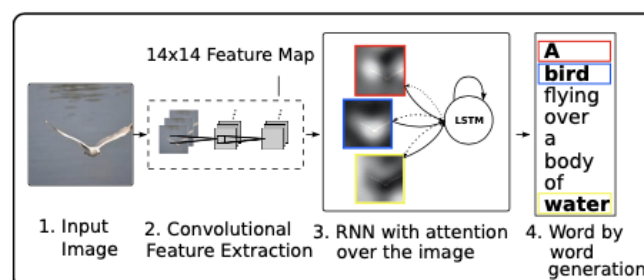 14x14 Feature Map
LSTM
A
bird
flying
over
a
body
of
water
1. Input
Image
2. Convolutional
Feature Extraction
3. RNN with attention
over the image
4. Word by
word
generation